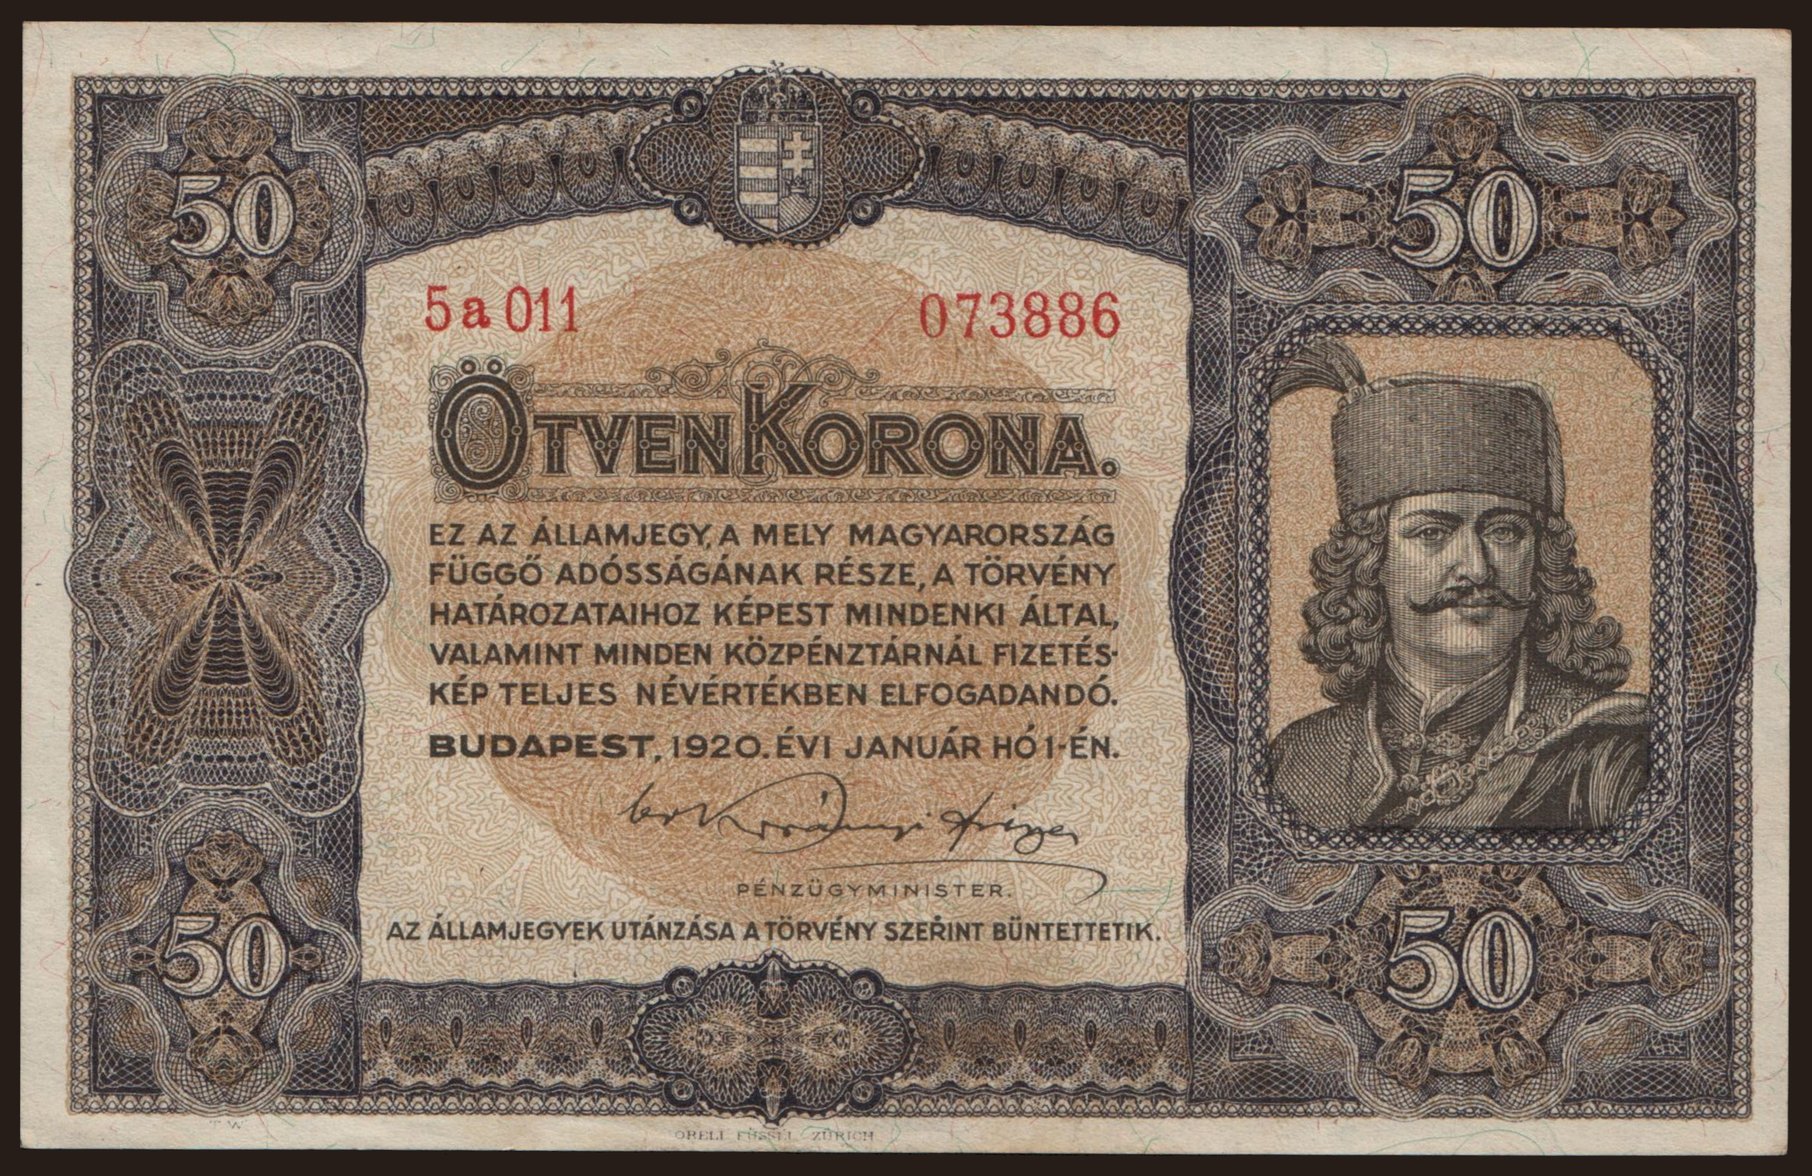 50
50
5a 011
073886
ÖTVEN KORONA.
EZ AZ ÁLLAMJEGY, A MELY MAGYARORSZÁG
FÜGGŐ ADÓSSÁGÁNAK RÉSZE, A TÖRVÉNY
HATÁROZATAIHOZ KÉPEST MINDENKI ÁLTAL,
VALAMINT MINDEN KÖZPÉNZTÁRNÁL FIZETÉS-
KÉP TELJES NÉVÉRTÉKBEN ELFOGADANDÓ.
BUDAPEST, 1920. ÉVI JANUÁR HÓ 1-ÉN.
Korányi Frigyes
PÉNZÜGYMINISTER.
AZ ÁLLAMJEGYEK UTÁNZÁSA A TÖRVÉNY SZERINT BÜNTETTETIK.
50
50
T. W.
ORELL FÜSSLI, ZÜRICH